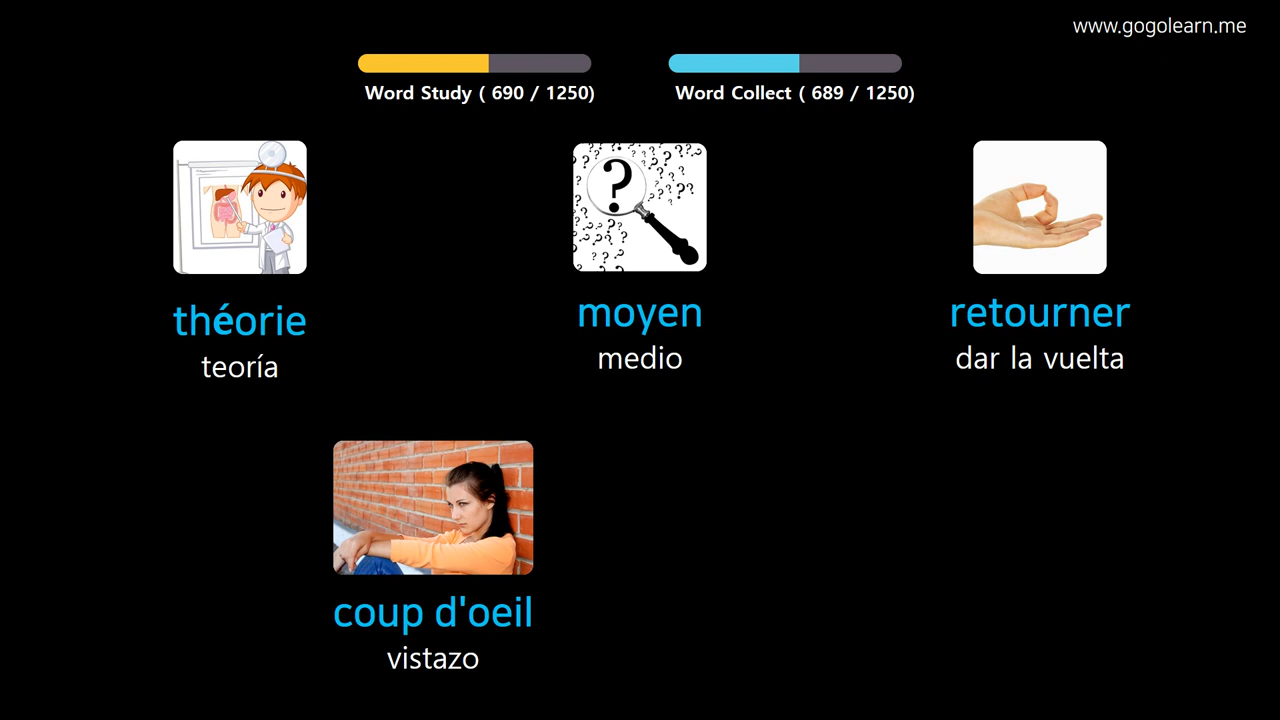 www.gogolearn.me
Word Study ( 690 / 1250)
Word Collect ( 689 / 1250)
théorie
teoría
moyen
medio
retourner
dar la vuelta
coup d'oeil
vistazo